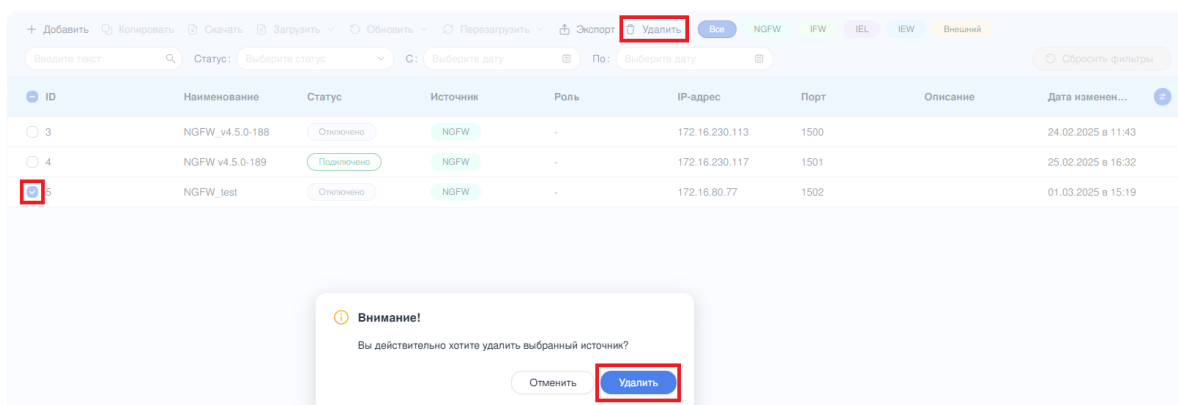 + Добавить Копировать Скачать Загрузить Обновить Перезагрузить Экспорт Удалить Все NGFW IFW IEL IEW Внешний
Введите текст Статус: Выберите статус С: Выберите дату По: Выберите дату Сбросить фильтры
ID Наименование Статус Источник Роль IP-адрес Порт Описание Дата изменен...
3 NGFW_v4.5.0-188 Отключено NGFW - 172.16.230.113 1500 24.02.2025 в 11:43
4 NGFW v4.5.0-189 Подключено NGFW - 172.16.230.117 1501 25.02.2025 в 16:32
5 NGFW_test Отключено NGFW - 172.16.80.77 1502 01.03.2025 в 15:19
Внимание!
Вы действительно хотите удалить выбранный источник?
Отменить Удалить